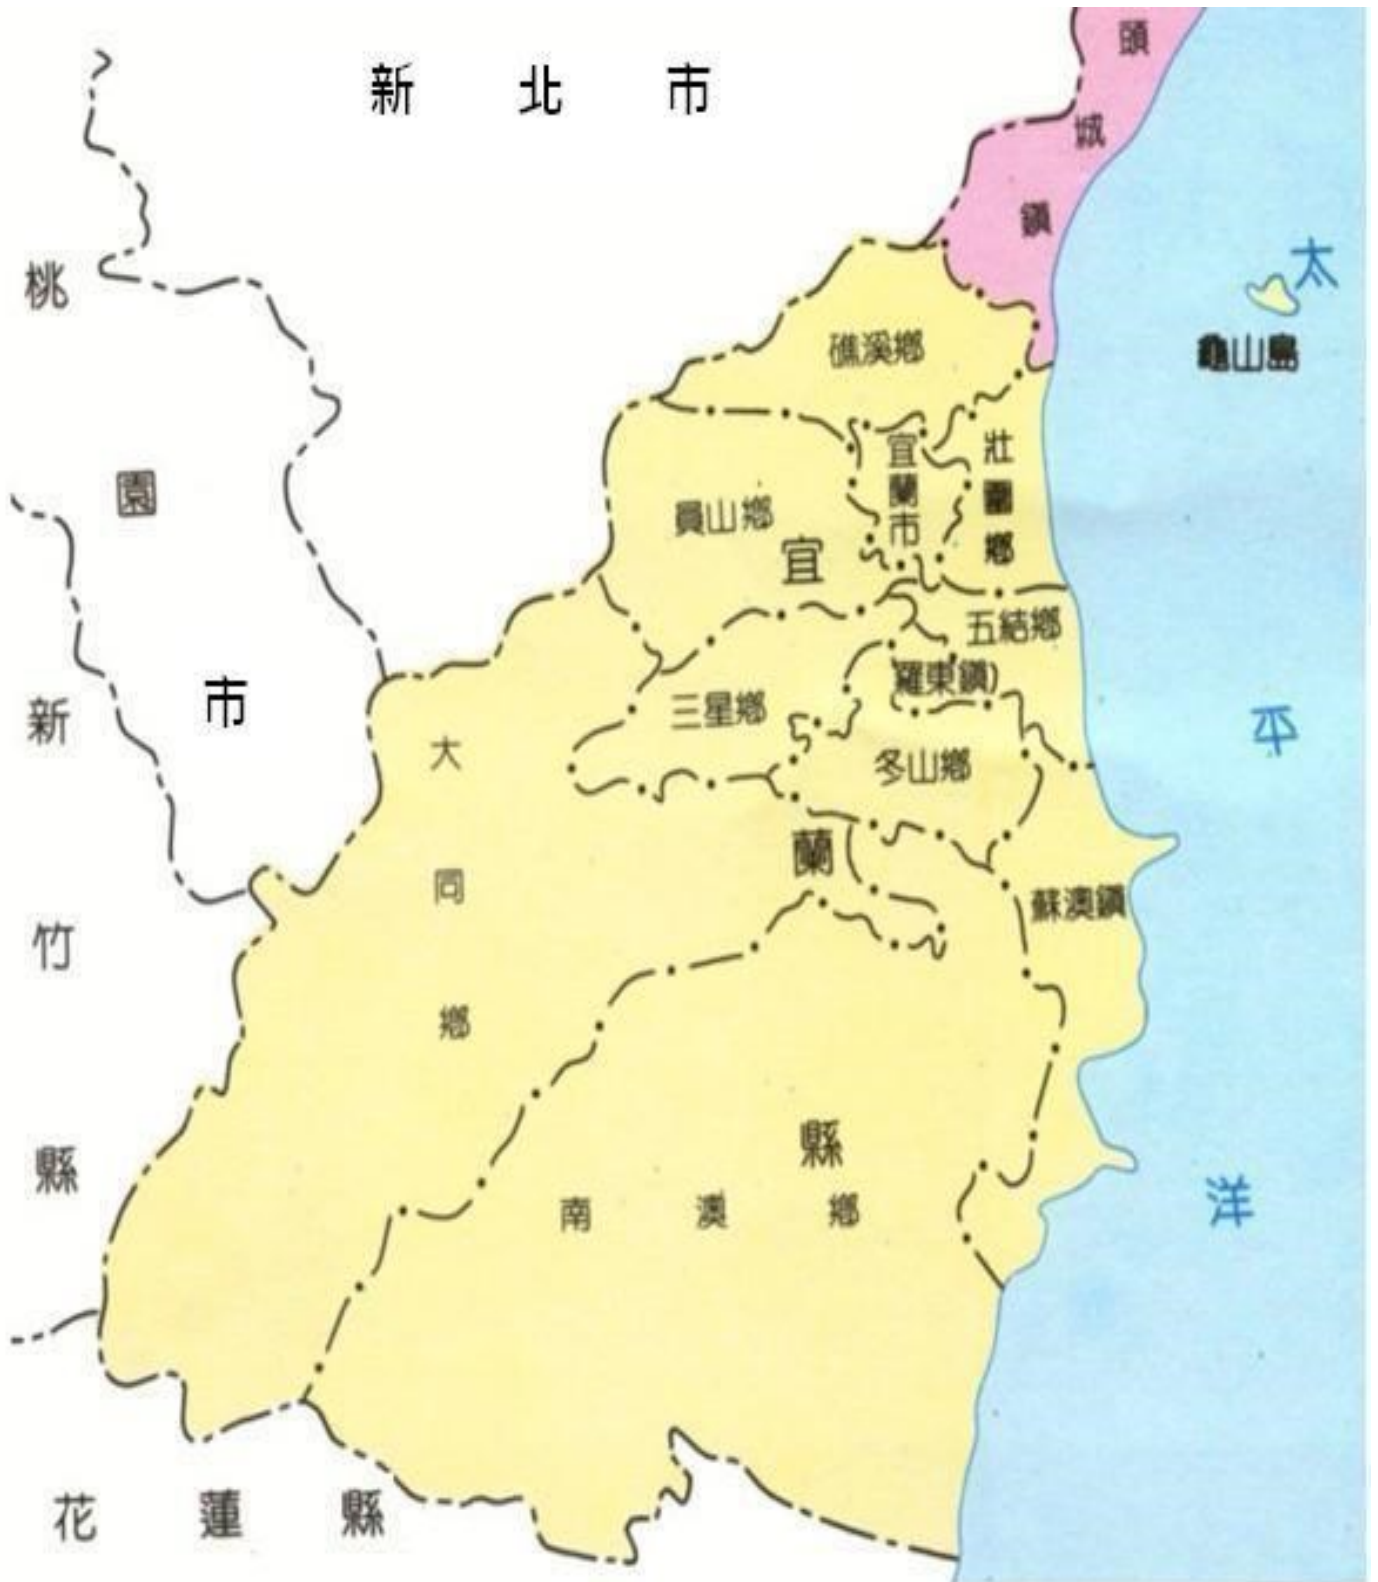 新北市
頭城鎮
桃園市
太平洋
龜山島
礁溪鄉
宜蘭市
壯圍鄉
員山鄉
宜蘭縣
五結鄉
羅東鎮)
三星鄉
冬山鄉
大同鄉
蘇澳鎮
南澳鄉
新竹縣
花蓮縣